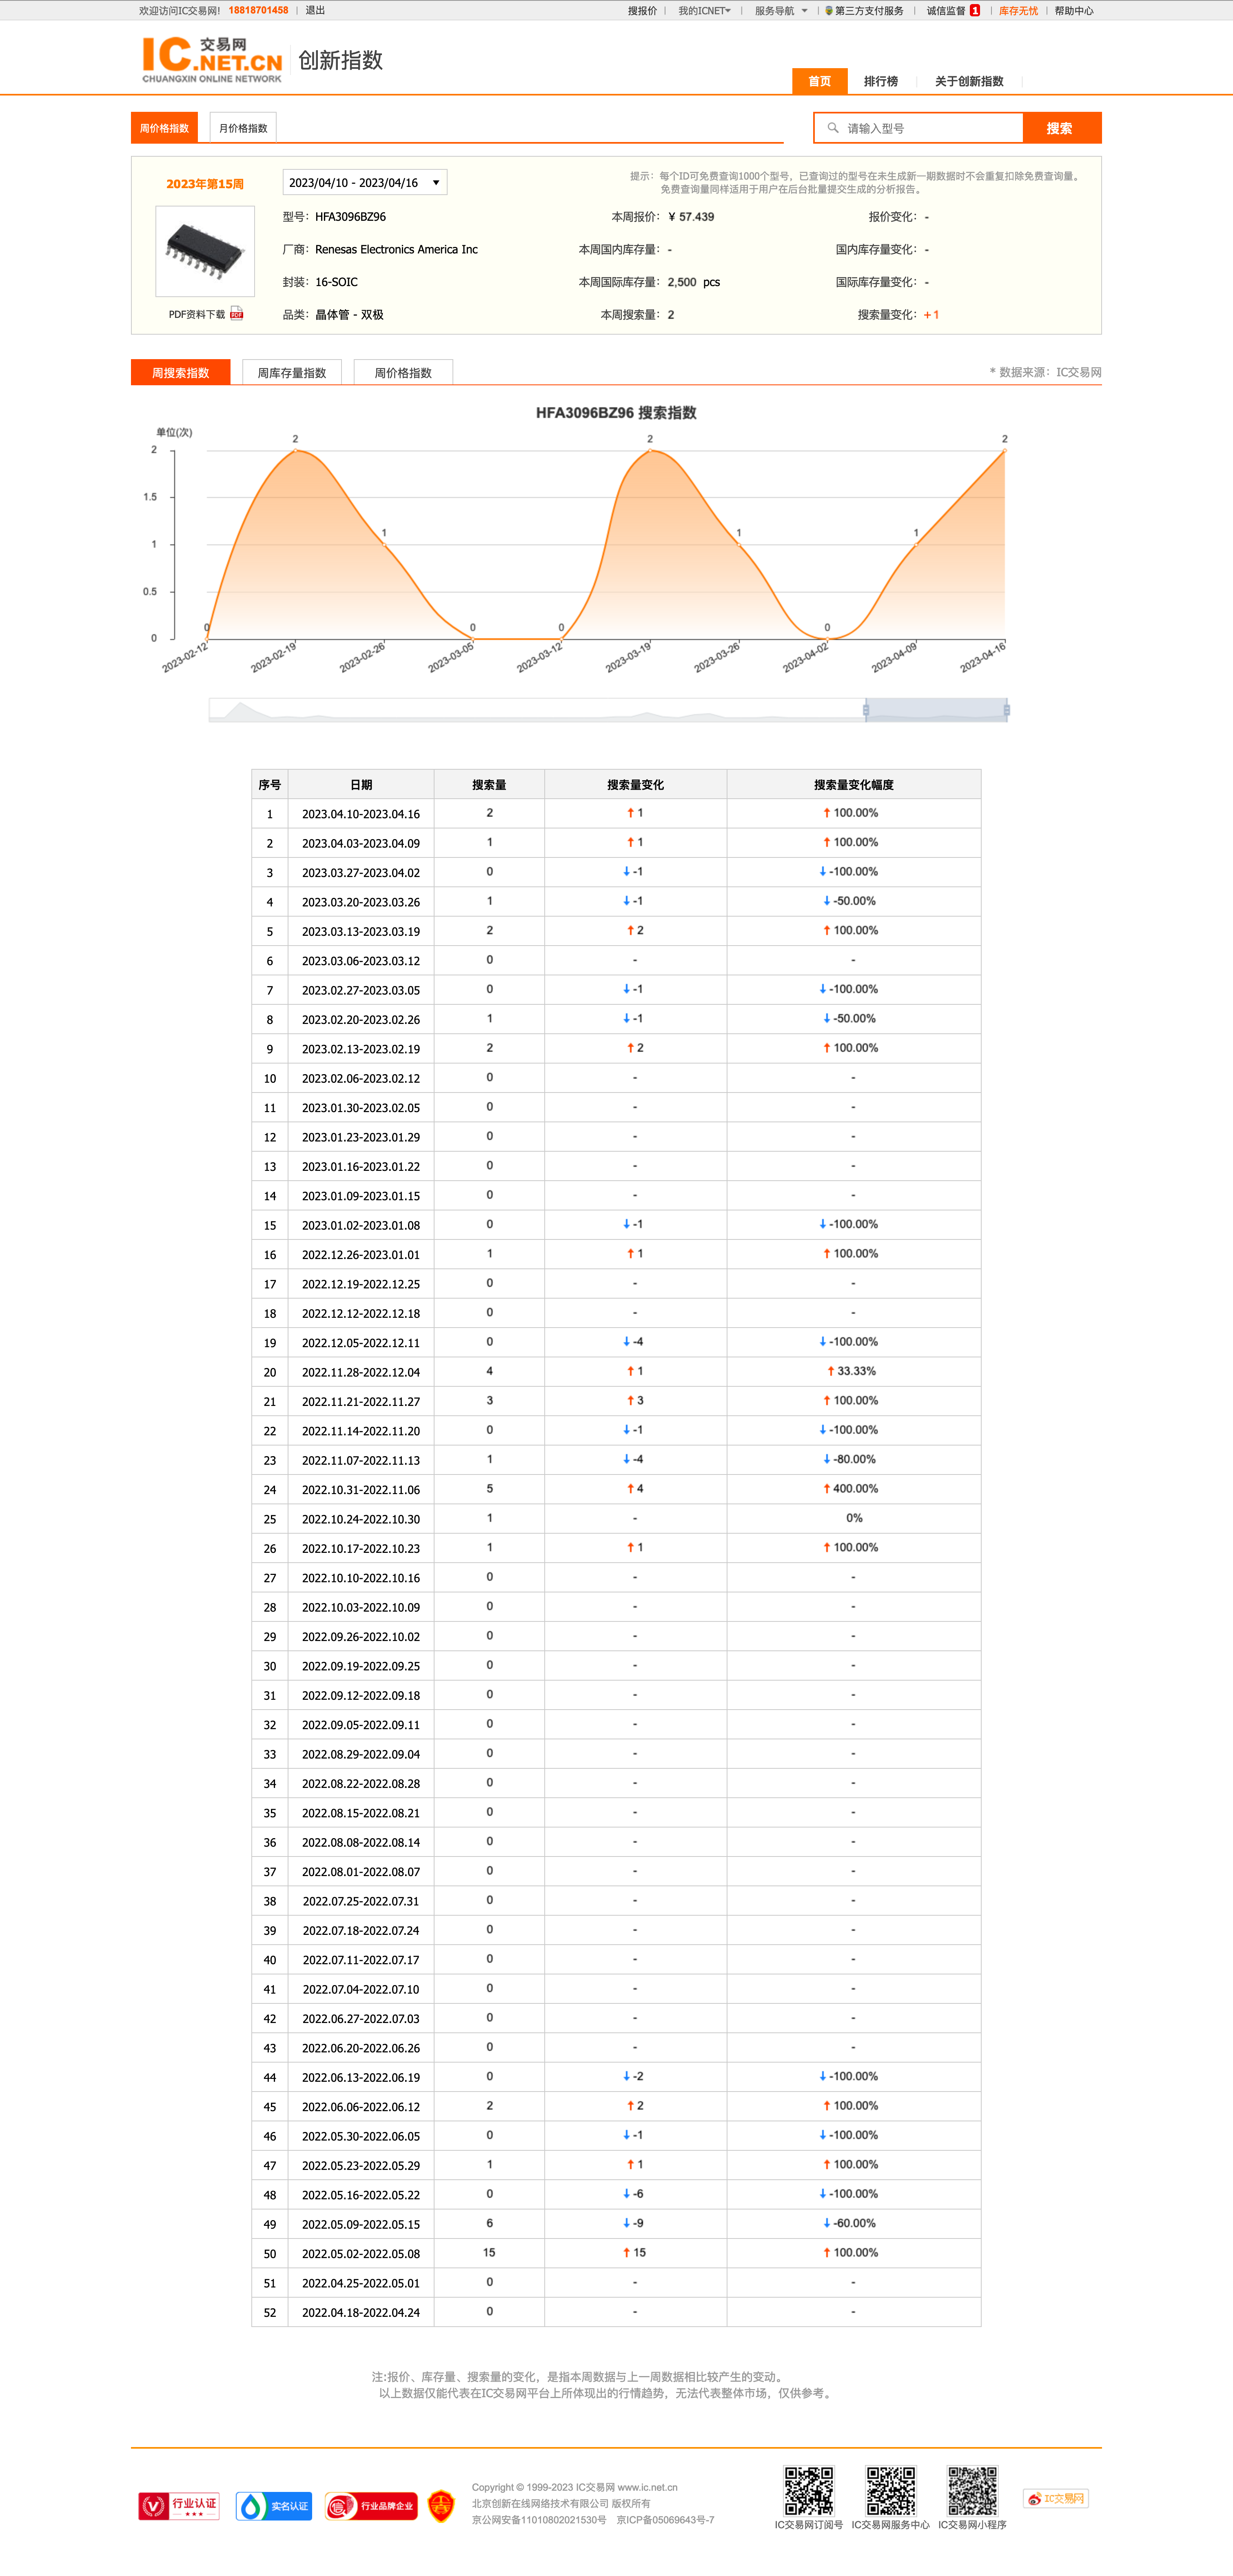 欢迎访问IC交易网! 18818701458 | 退出 搜报价 | 我的ICNET | 服务导航 | 第三方支付服务 | 诚信监督 1 | 库存无忧 | 帮助中心
IC 交易网 .NET.CN
CHUANGXIN ONLINE NETWORK
创新指数
首页 排行榜 关于创新指数
周价格指数 月价格指数 请输入型号 搜索
2023年第15周 2023/04/10 - 2023/04/16 ▼ 提示：每个ID可免费查询1000个型号，已查询过的型号在未生成新一期数据时不会重复扣除免费查询量。
免费查询量同样适用于用户在后台批量提交生成的分析报告。
型号：HFA3096BZ96 本周报价：¥ 57.439 报价变化：-
厂商：Renesas Electronics America Inc 本周国内库存量：- 国内库存量变化：-
封装：16-SOIC 本周国际库存量：2,500 pcs 国际库存量变化：-
PDF资料下载 PDF 品类：晶体管 - 双极 本周搜索量：2 搜索量变化：+1
周搜索指数 周库存量指数 周价格指数 * 数据来源：IC交易网
HFA3096BZ96 搜索指数
单位(次)
2 1.5 1 0.5 0
0 2 1 0 0 2 1 0 1 2
2023-02-12 2023-02-19 2023-02-26 2023-03-05 2023-03-12 2023-03-19 2023-03-26 2023-04-02 2023-04-09 2023-04-16
序号 日期 搜索量 搜索量变化 搜索量变化幅度
1 2023.04.10-2023.04.16 2 ↑ 1 ↑ 100.00%
2 2023.04.03-2023.04.09 1 ↑ 1 ↑ 100.00%
3 2023.03.27-2023.04.02 0 ↓ -1 ↓ -100.00%
4 2023.03.20-2023.03.26 1 ↓ -1 ↓ -50.00%
5 2023.03.13-2023.03.19 2 ↑ 2 ↑ 100.00%
6 2023.03.06-2023.03.12 0 - -
7 2023.02.27-2023.03.05 0 ↓ -1 ↓ -100.00%
8 2023.02.20-2023.02.26 1 ↓ -1 ↓ -50.00%
9 2023.02.13-2023.02.19 2 ↑ 2 ↑ 100.00%
10 2023.02.06-2023.02.12 0 - -
11 2023.01.30-2023.02.05 0 - -
12 2023.01.23-2023.01.29 0 - -
13 2023.01.16-2023.01.22 0 - -
14 2023.01.09-2023.01.15 0 - -
15 2023.01.02-2023.01.08 0 ↓ -1 ↓ -100.00%
16 2022.12.26-2023.01.01 1 ↑ 1 ↑ 100.00%
17 2022.12.19-2022.12.25 0 - -
18 2022.12.12-2022.12.18 0 - -
19 2022.12.05-2022.12.11 0 ↓ -4 ↓ -100.00%
20 2022.11.28-2022.12.04 4 ↑ 1 ↑ 33.33%
21 2022.11.21-2022.11.27 3 ↑ 3 ↑ 100.00%
22 2022.11.14-2022.11.20 0 ↓ -1 ↓ -100.00%
23 2022.11.07-2022.11.13 1 ↓ -4 ↓ -80.00%
24 2022.10.31-2022.11.06 5 ↑ 4 ↑ 400.00%
25 2022.10.24-2022.10.30 1 - 0%
26 2022.10.17-2022.10.23 1 ↑ 1 ↑ 100.00%
27 2022.10.10-2022.10.16 0 - -
28 2022.10.03-2022.10.09 0 - -
29 2022.09.26-2022.10.02 0 - -
30 2022.09.19-2022.09.25 0 - -
31 2022.09.12-2022.09.18 0 - -
32 2022.09.05-2022.09.11 0 - -
33 2022.08.29-2022.09.04 0 - -
34 2022.08.22-2022.08.28 0 - -
35 2022.08.15-2022.08.21 0 - -
36 2022.08.08-2022.08.14 0 - -
37 2022.08.01-2022.08.07 0 - -
38 2022.07.25-2022.07.31 0 - -
39 2022.07.18-2022.07.24 0 - -
40 2022.07.11-2022.07.17 0 - -
41 2022.07.04-2022.07.10 0 - -
42 2022.06.27-2022.07.03 0 - -
43 2022.06.20-2022.06.26 0 - -
44 2022.06.13-2022.06.19 0 ↓ -2 ↓ -100.00%
45 2022.06.06-2022.06.12 2 ↑ 2 ↑ 100.00%
46 2022.05.30-2022.06.05 0 ↓ -1 ↓ -100.00%
47 2022.05.23-2022.05.29 1 ↑ 1 ↑ 100.00%
48 2022.05.16-2022.05.22 0 ↓ -6 ↓ -100.00%
49 2022.05.09-2022.05.15 6 ↓ -9 ↓ -60.00%
50 2022.05.02-2022.05.08 15 ↑ 15 ↑ 100.00%
51 2022.04.25-2022.05.01 0 - -
52 2022.04.18-2022.04.24 0 - -
注:报价、库存量、搜索量的变化，是指本周数据与上一周数据相比较产生的变动。
以上数据仅能代表在IC交易网平台上所体现出的行情趋势，无法代表整体市场，仅供参考。
行业认证 实名认证 信 行业品牌企业
Copyright © 1999-2023 IC交易网 www.ic.net.cn
北京创新在线网络技术有限公司 版权所有
京公网安备11010802021530号 京ICP备05069643号-7
IC交易网订阅号 IC交易网服务中心 IC交易网小程序
IC交易网